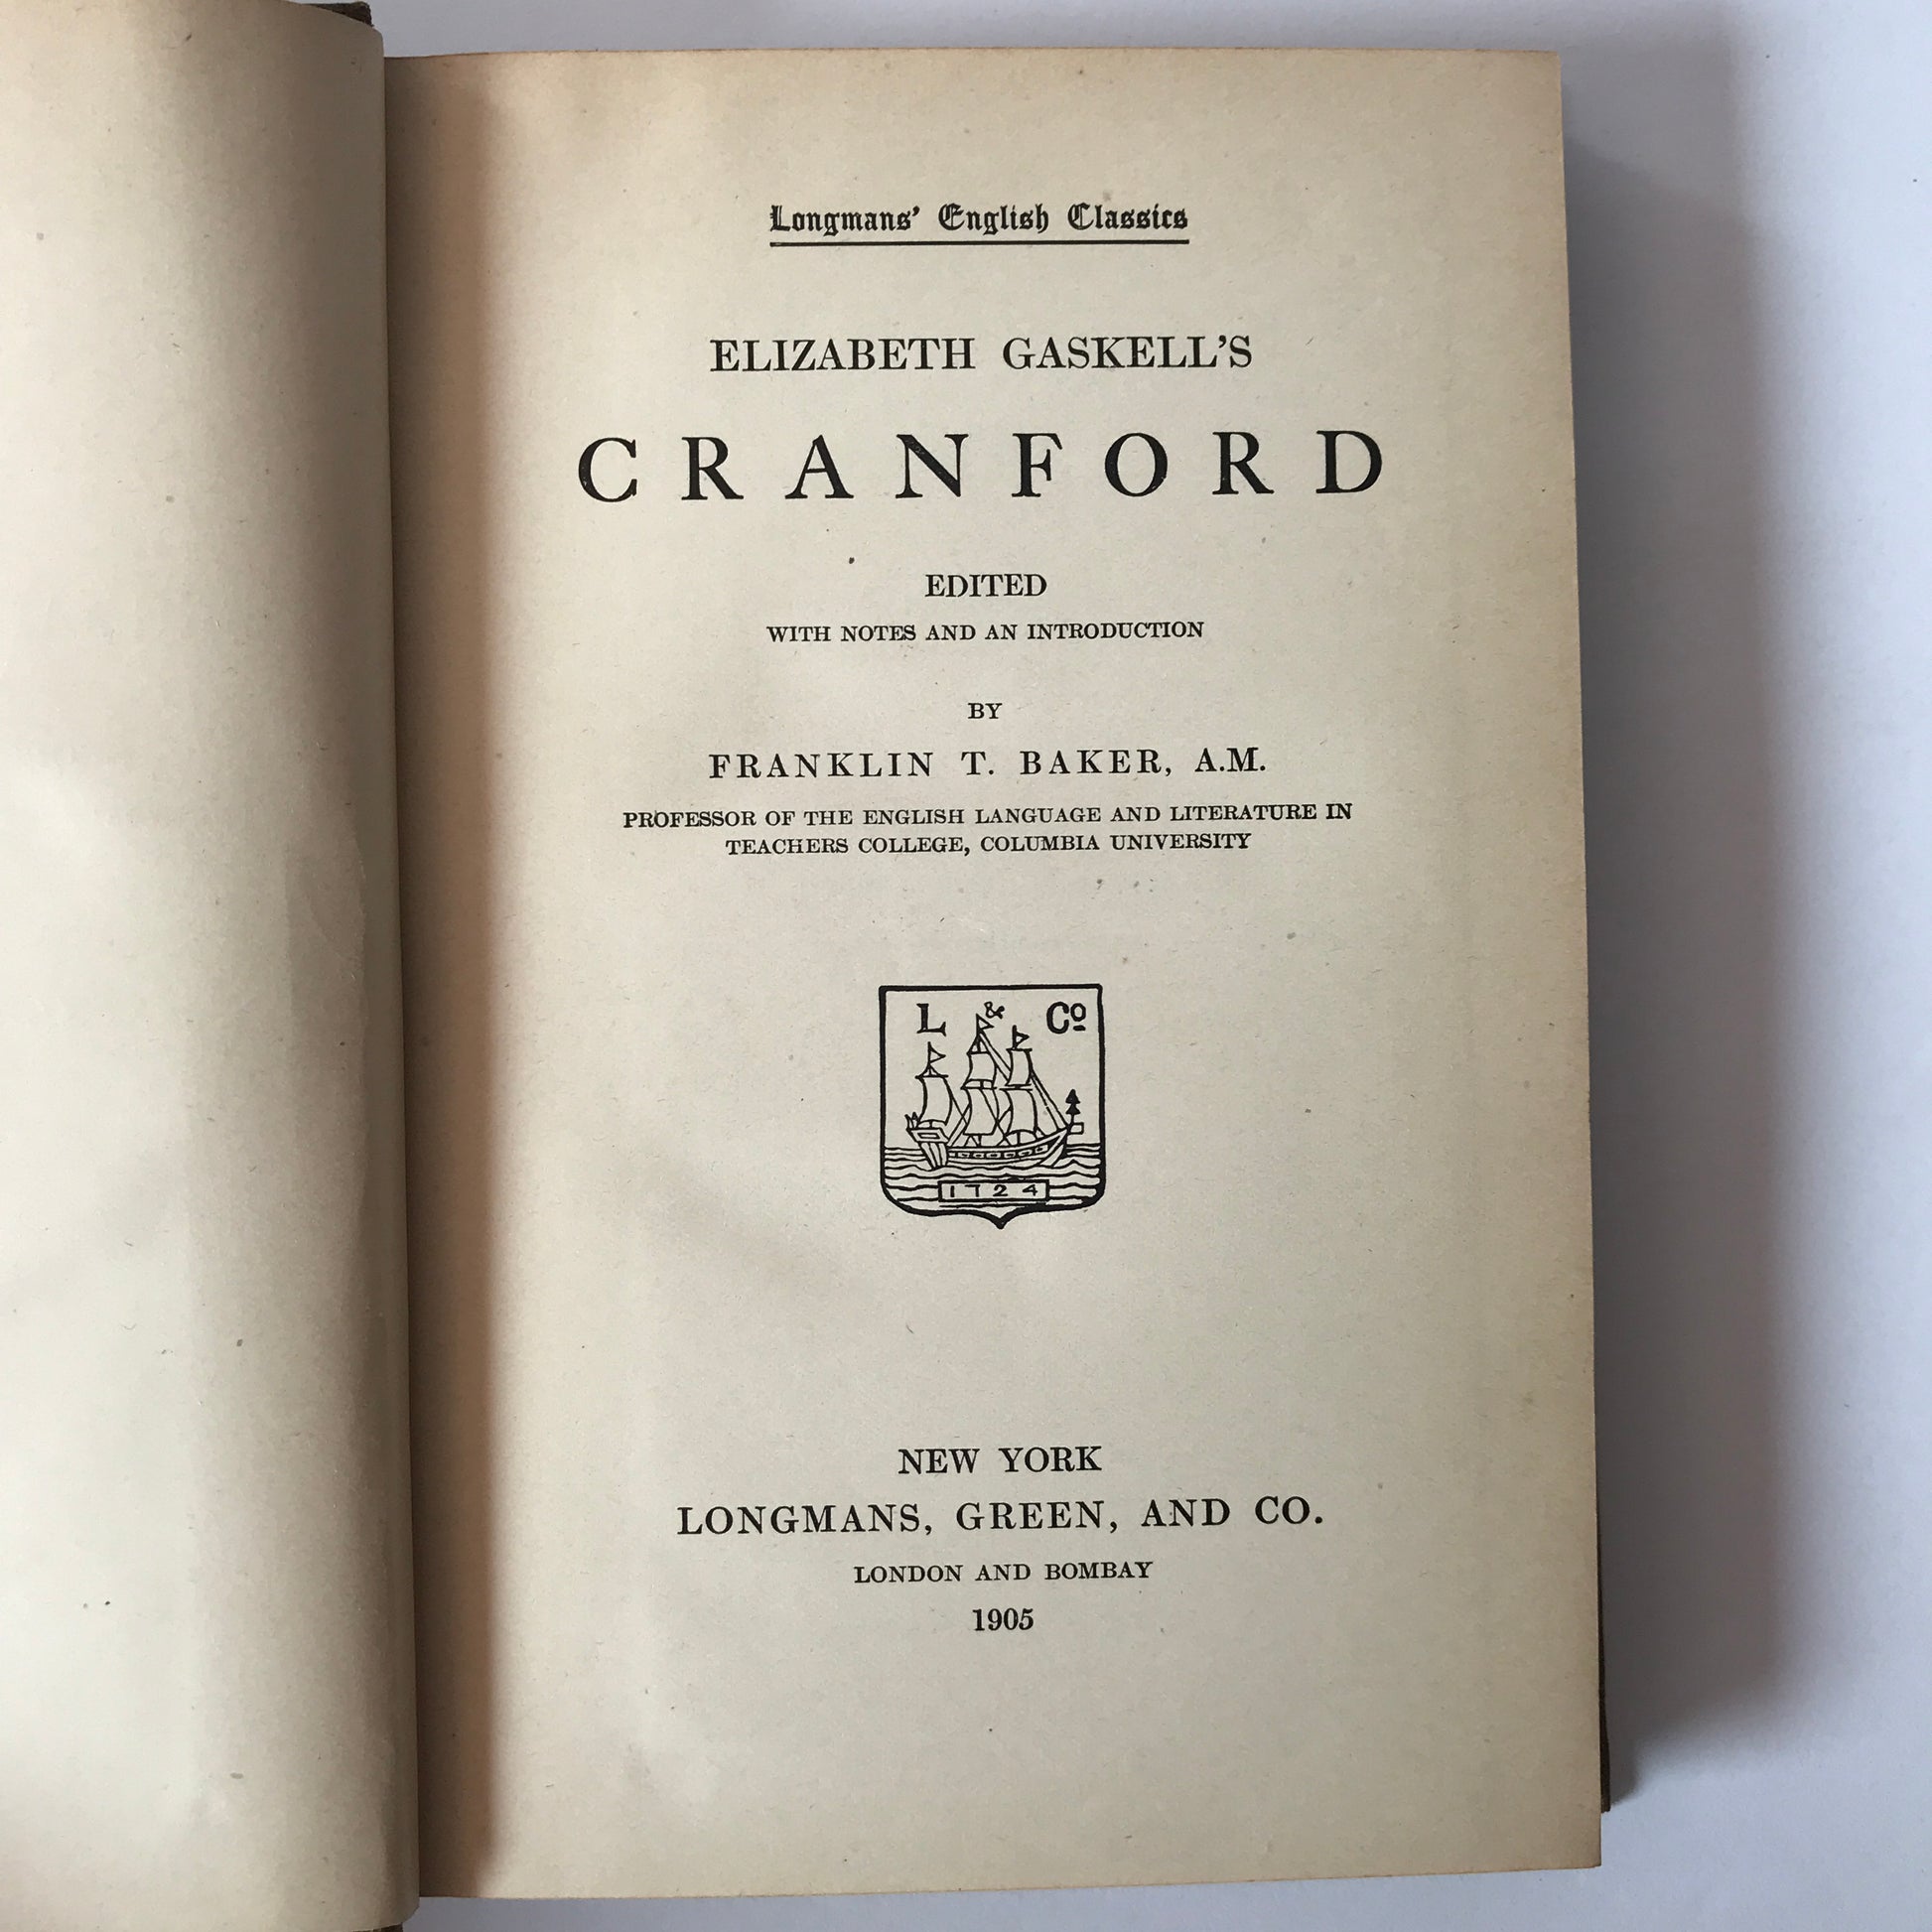 Longmans' English Classics
ELIZABETH GASKELL'S
CRANFORD
EDITED
WITH NOTES AND AN INTRODUCTION
BY
FRANKLIN T. BAKER, A.M.
PROFESSOR OF THE ENGLISH LANGUAGE AND LITERATURE IN
TEACHERS COLLEGE, COLUMBIA UNIVERSITY
L & Co
1724
NEW YORK
LONGMANS, GREEN, AND CO.
LONDON AND BOMBAY
1905